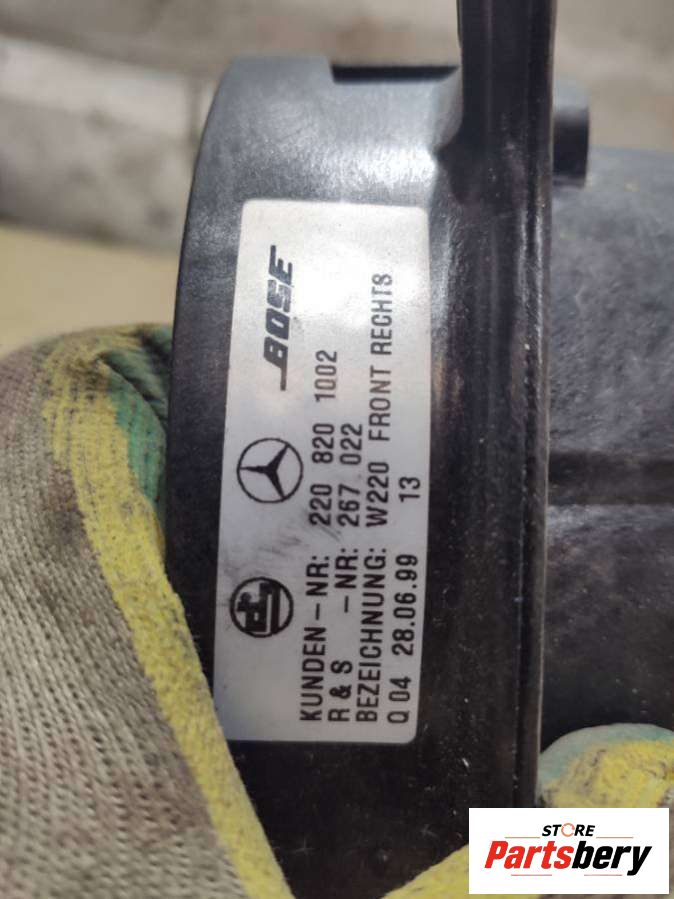 BOSE
KUNDEN-NR: 220 820 1002
R & S -NR: 267 022
BEZEICHNUNG: W220 FRONT RECHTS
Q 04 28.06.99 13
STORE
Partsbery